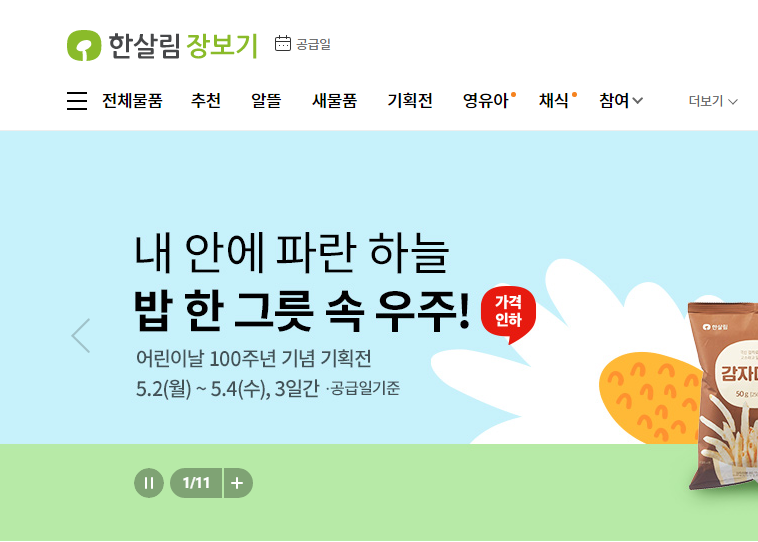 한살림 장보기 공급일
전체물품 추천 알뜰 새물품 기획전 영유아 채식 참여 더보기
내 안에 파란 하늘
밥 한 그릇 속 우주!
가격
인하
어린이날 100주년 기념 기획전
5.2(월) ~ 5.4(수), 3일간 ·공급일기준
한살림
50g
1/11